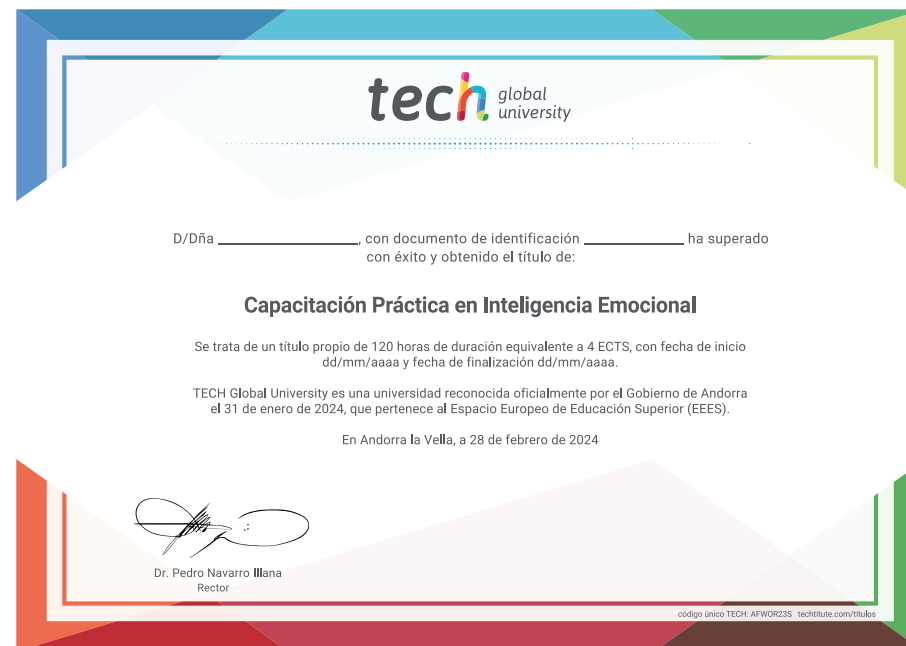 tech global university
D/Dña ____________________, con documento de identificación ______________ ha superado
con éxito y obtenido el título de:
Capacitación Práctica en Inteligencia Emocional
Se trata de un título propio de 120 horas de duración equivalente a 4 ECTS, con fecha de inicio
dd/mm/aaaa y fecha de finalización dd/mm/aaaa.
TECH Global University es una universidad reconocida oficialmente por el Gobierno de Andorra
el 31 de enero de 2024, que pertenece al Espacio Europeo de Educación Superior (EEES).
En Andorra la Vella, a 28 de febrero de 2024
Dr. Pedro Navarro Illana
Rector
código único TECH: AFWOR23S techtitute.com/titulos